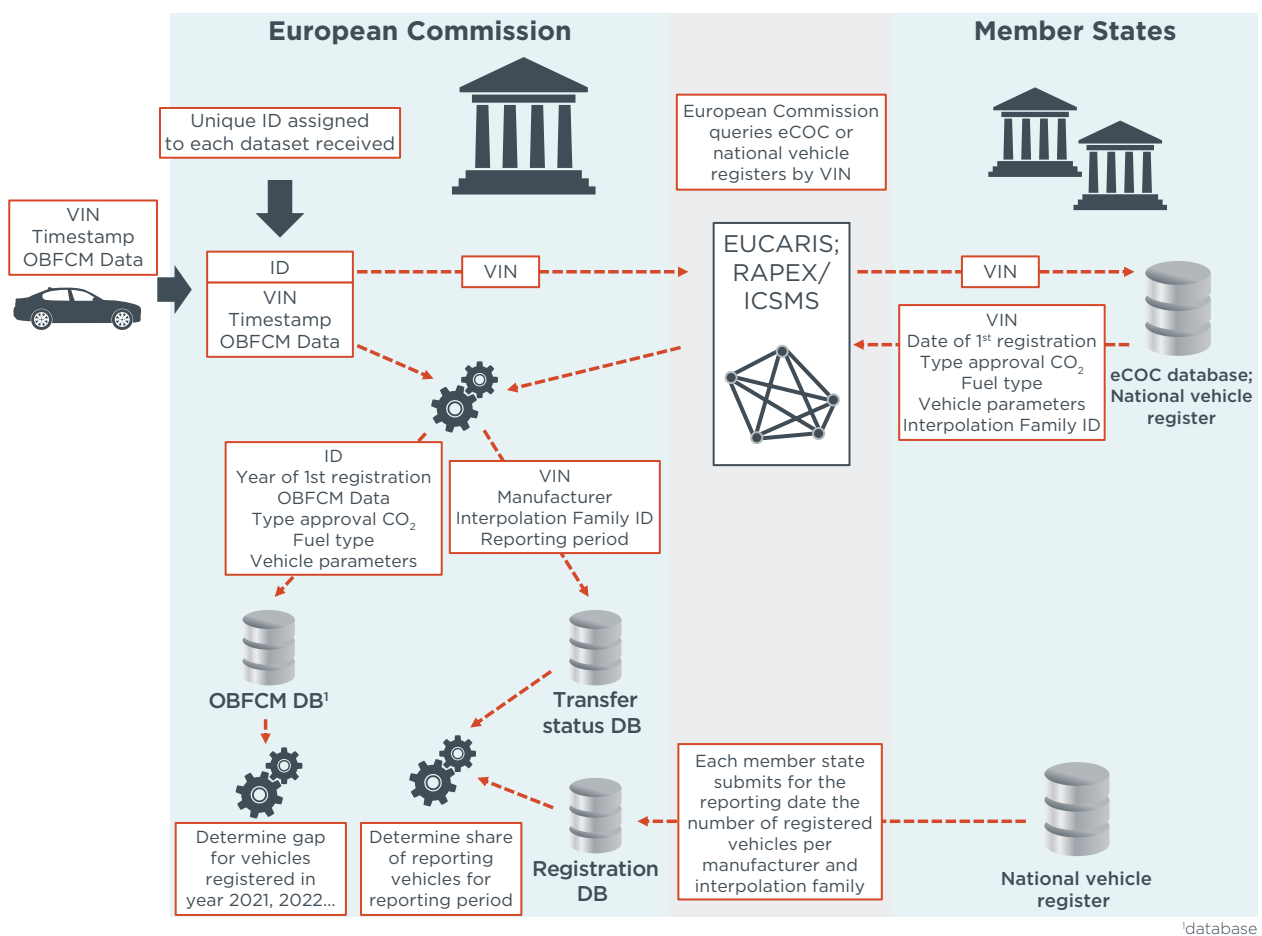 European Commission
Member States
Unique ID assigned
to each dataset received
European Commission
queries eCOC or
national vehicle
registers by VIN
VIN
Timestamp
OBFCM Data
ID
VIN
Timestamp
OBFCM Data
VIN
EUCARIS;
RAPEX/
ICSMS
VIN
VIN
Date of 1st registration
Type approval CO2
Fuel type
Vehicle parameters
Interpolation Family ID
eCOC database;
National vehicle
register
ID
Year of 1st registration
OBFCM Data
Type approval CO2
Fuel type
Vehicle parameters
VIN
Manufacturer
Interpolation Family ID
Reporting period
OBFCM DB1
Transfer
status DB
Determine gap
for vehicles
registered in
year 2021, 2022...
Determine share
of reporting
vehicles for
reporting period
Registration
DB
Each member state
submits for the
reporting date the
number of registered
vehicles per
manufacturer and
interpolation family
National vehicle
register
1database